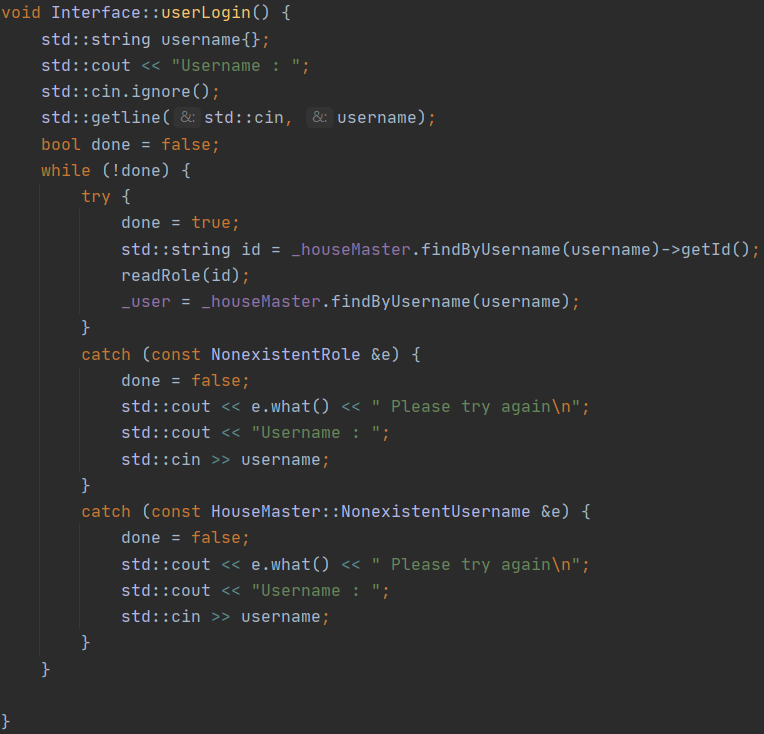 void Interface::userLogin() {
    std::string username{};
    std::cout << "Username : ";
    std::cin.ignore();
    std::getline( &: std::cin, &: username);
    bool done = false;
    while (!done) {
        try {
            done = true;
            std::string id = _houseMaster.findByUsername(username)->getId();
            readRole(id);
            _user = _houseMaster.findByUsername(username);
        }
        catch (const NonexistentRole &e) {
            done = false;
            std::cout << e.what() << " Please try again\n";
            std::cout << "Username : ";
            std::cin >> username;
        }
        catch (const HouseMaster::NonexistentUsername &e) {
            done = false;
            std::cout << e.what() << " Please try again\n";
            std::cout << "Username : ";
            std::cin >> username;
        }
    }
}